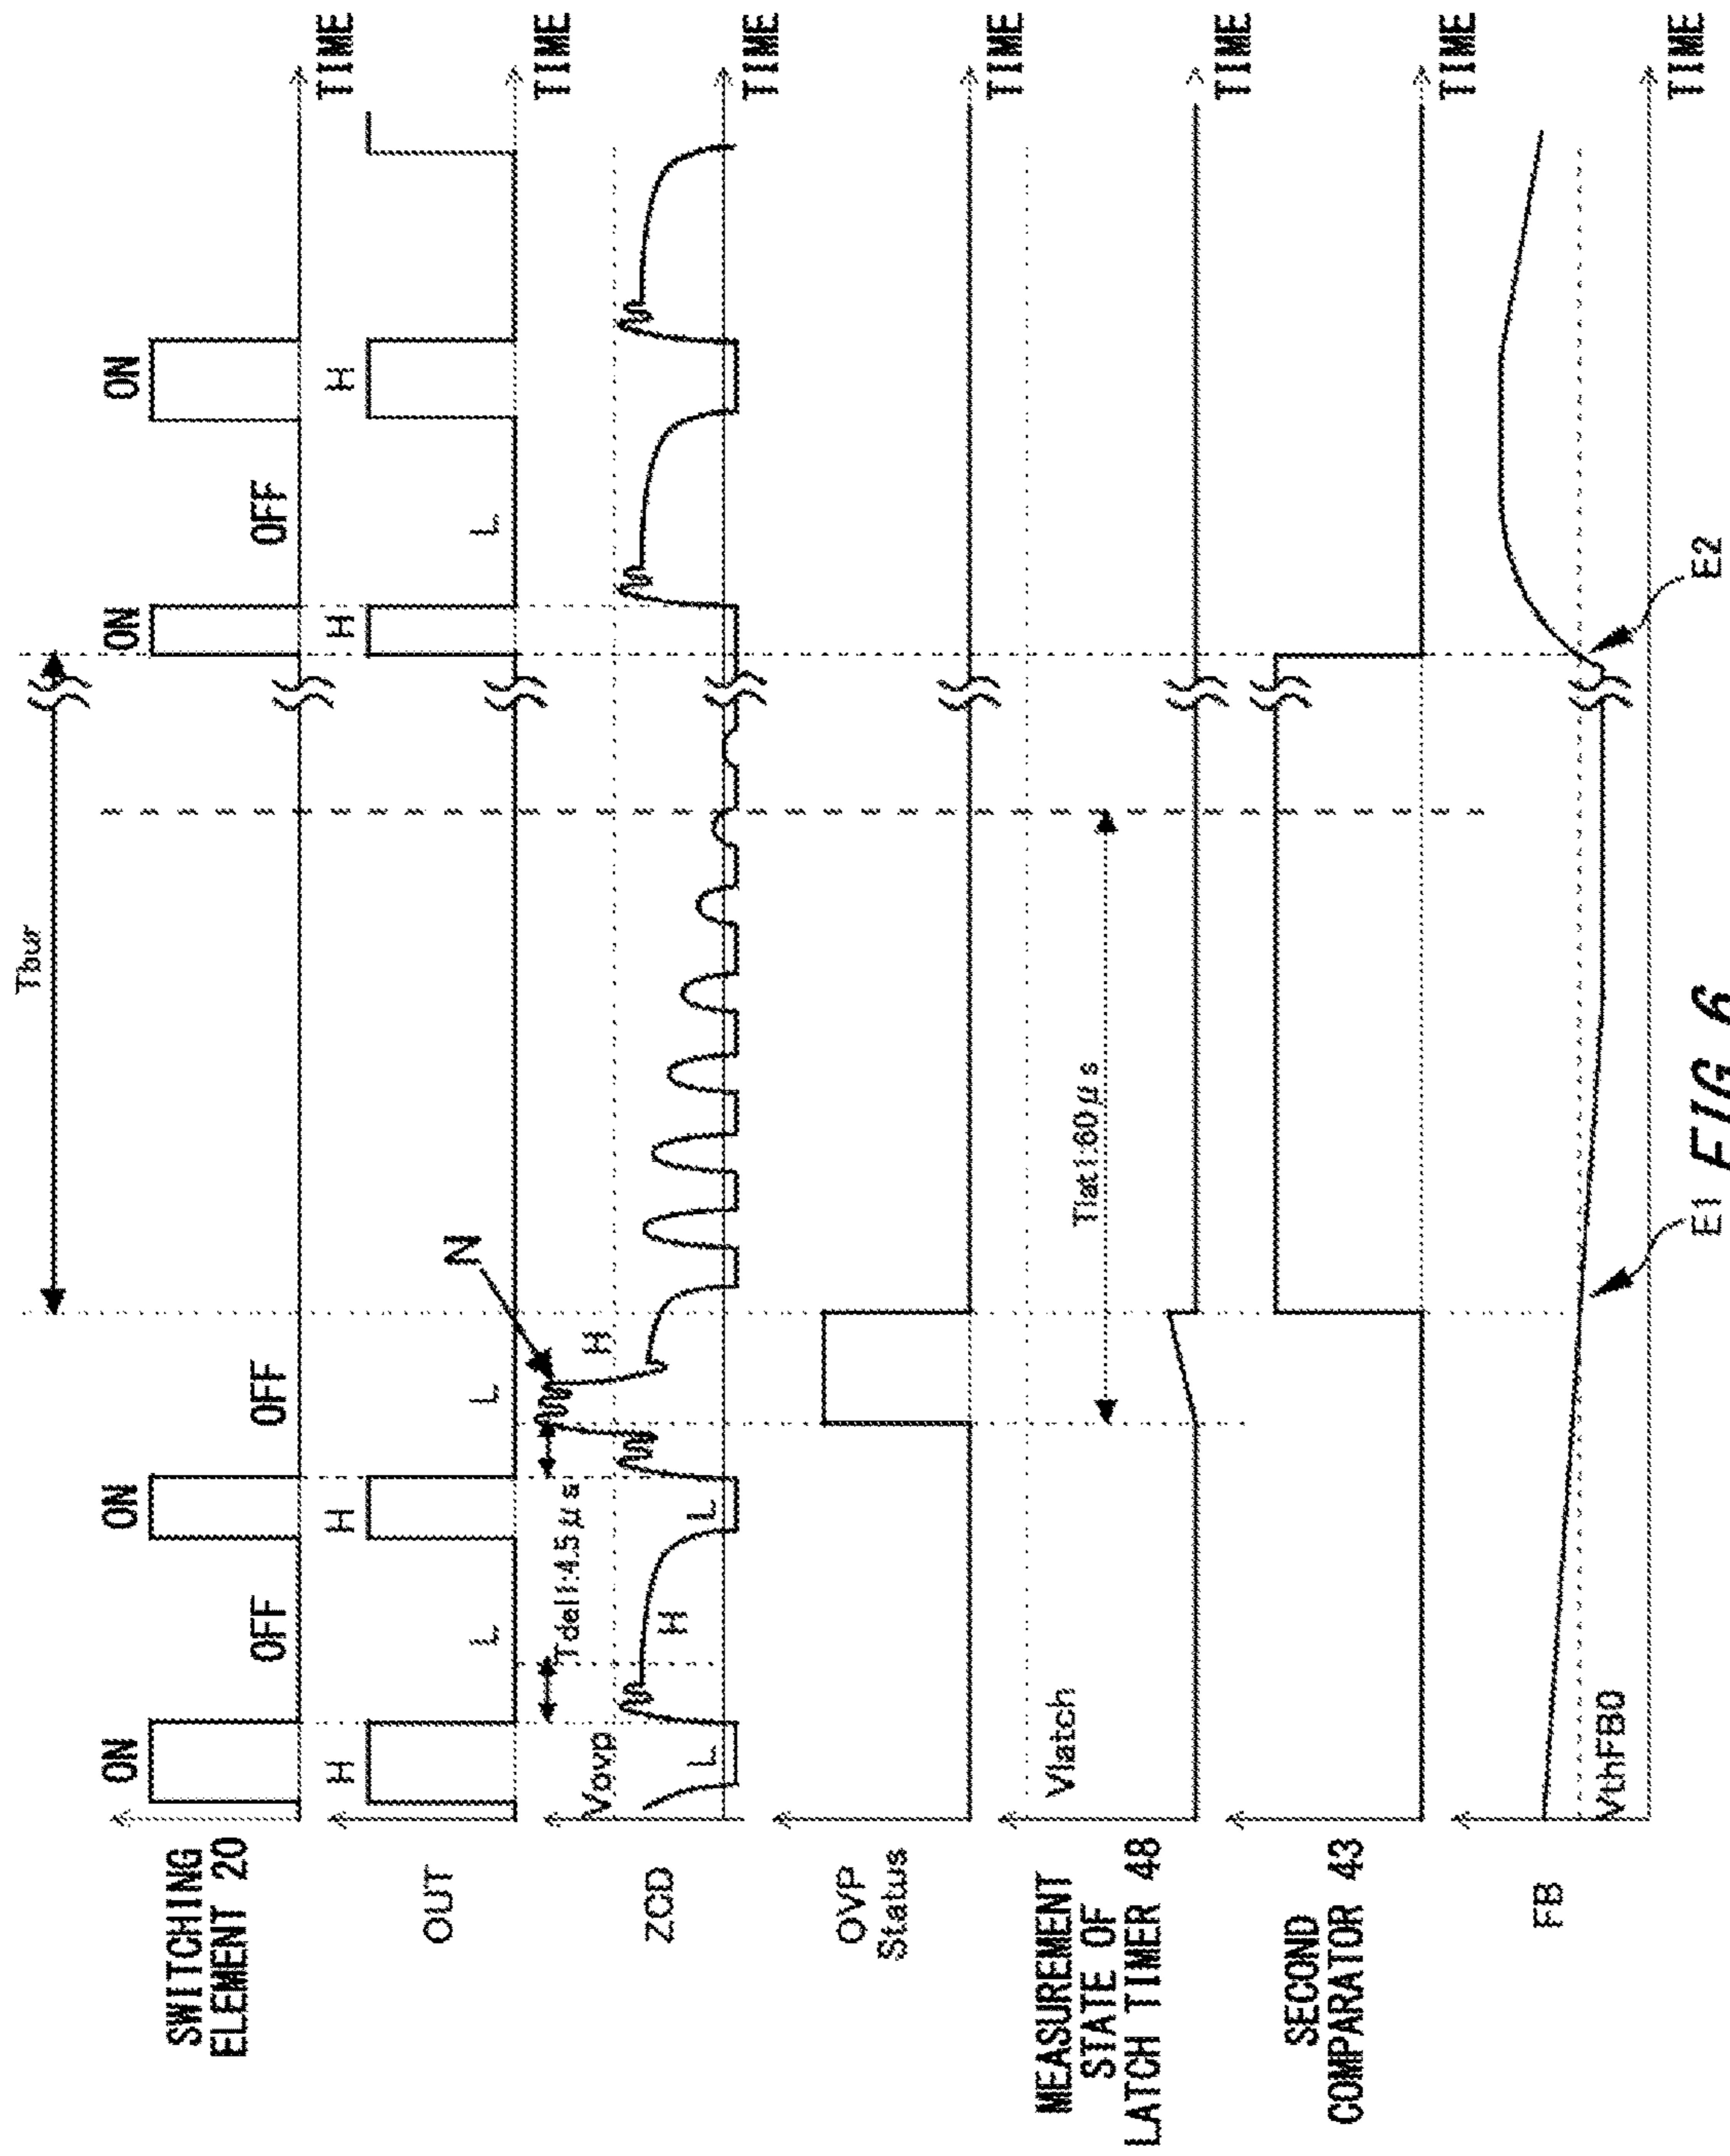 Tbur
SWITCHING
ELEMENT 20
ON
OFF
ON
OFF
ON
OFF
ON
TIME
OUT
H
L
H
L
H
L
H
TIME
ZCD
Vovp
Tdel1:4.5μs
N
L
H
L
H
TIME
OVP
Status
TIME
MEASUREMENT
STATE OF
LATCH TIMER 48
Vlatch
Tlat1:60μs
TIME
SECOND
COMPARATOR 43
TIME
FB
VthFB0
TIME
E1
E2
FIG. 6